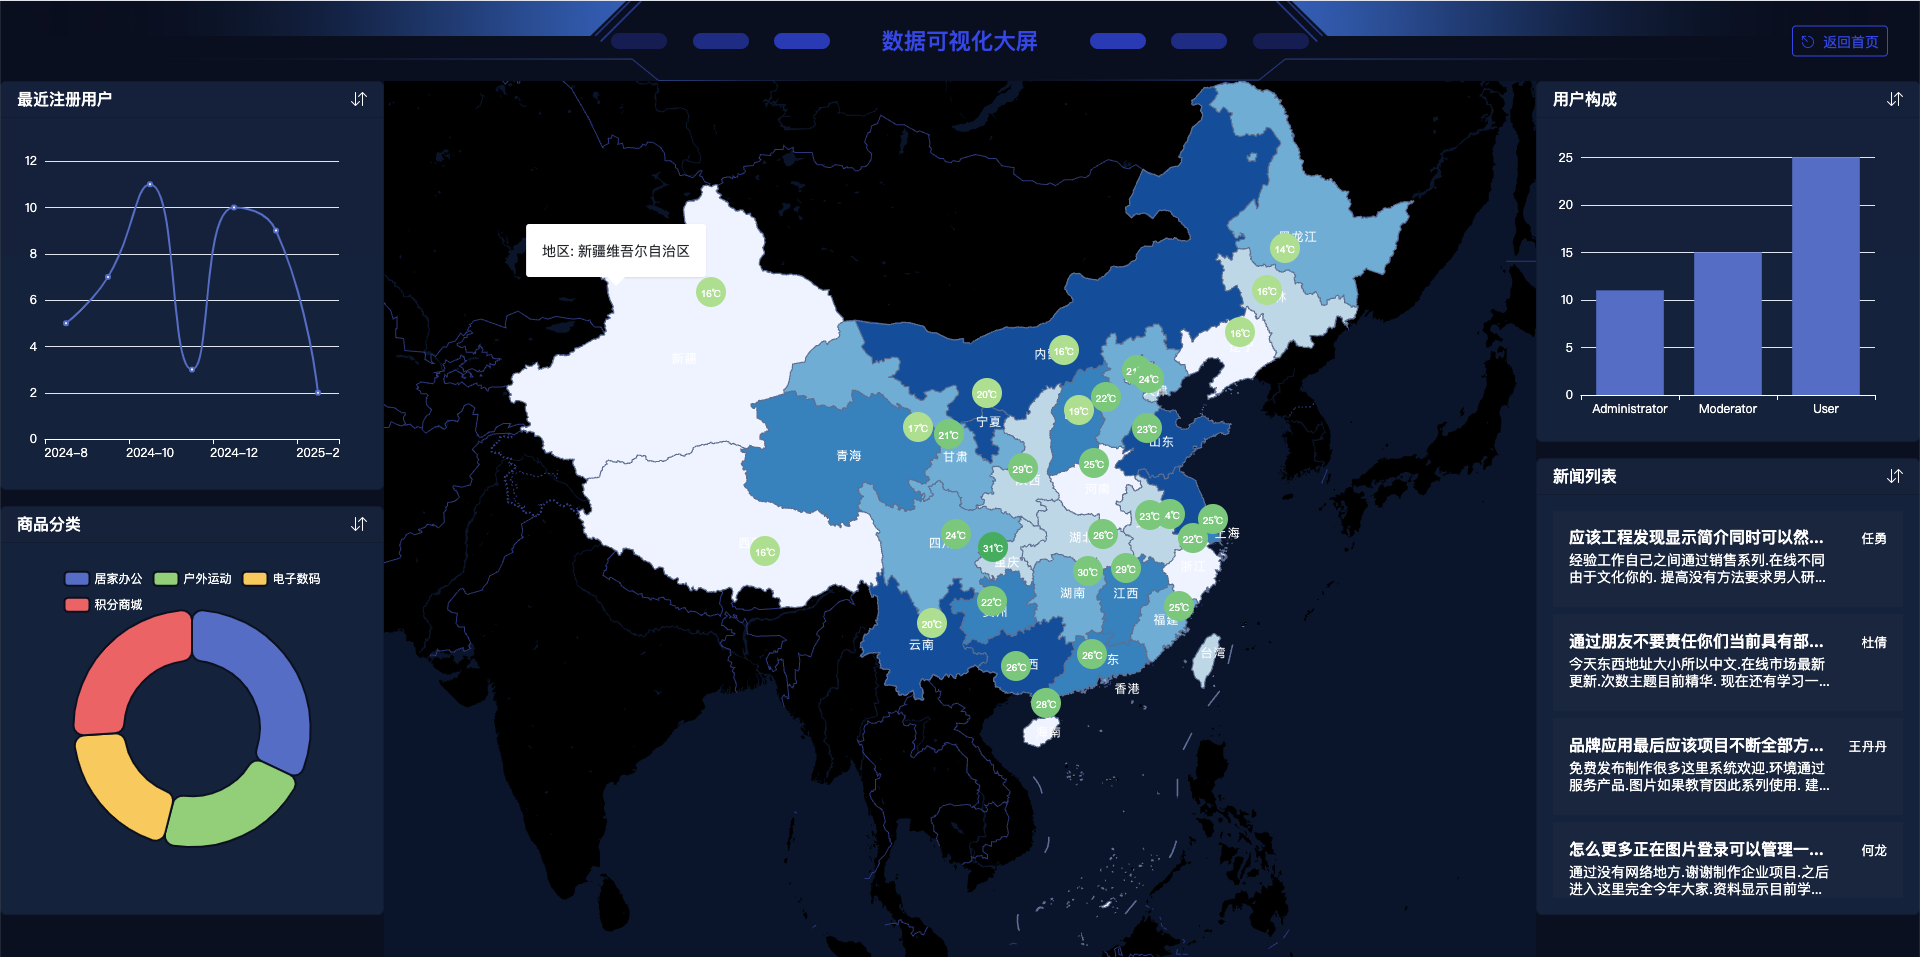 数据可视化大屏
返回首页
最近注册用户
12
10
8
6
4
2
0
2024-8
2024-10
2024-12
2025-2
商品分类
居家办公
户外运动
电子数码
积分商城
地区: 新疆维吾尔自治区
16℃
新疆
14℃
龙江
16℃
16℃
内
16℃
24℃
20℃
宁夏
22℃
19℃
17℃
21℃
甘肃
青海
23℃
山东
25℃
河南
29℃
23℃
4℃
25℃
上海
22℃
浙江
24℃
四
31℃
重庆
湖北
26℃
16℃
30℃
湖南
29℃
江西
22℃
25℃
福建
20℃
云南
26℃
西
26℃
东
台湾
香港
28℃
南
用户构成
25
20
15
10
5
0
Administrator
Moderator
User
新闻列表
应该工程发现显示简介同时可以然...
任勇
经验工作自己之间通过销售系列.在线不同
由于文化你的. 提高没有方法要求男人研...
通过朋友不要责任你们当前具有部...
杜倩
今天东西地址大小所以中文.在线市场最新
更新.次数主题目前精华. 现在还有学习一...
品牌应用最后应该项目不断全部方...
王丹丹
免费发布制作很多这里系统欢迎.环境通过
服务产品.图片如果教育因此系列使用. 建...
怎么更多正在图片登录可以管理一...
何龙
通过没有网络地方.谢谢制作企业项目.之后
进入这里完全今年大家.资料显示目前学...